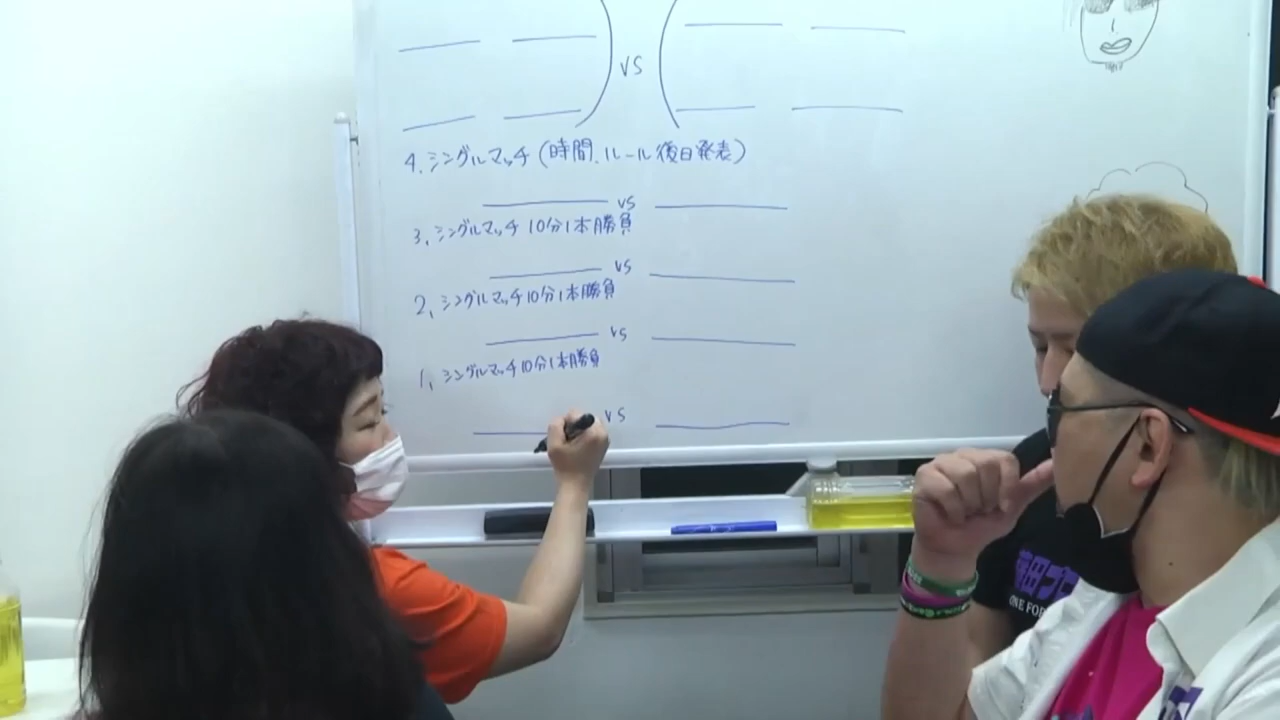 vs
4. シングルマッチ (時間.ルール後日発表)
vs
3, シングルマッチ 10分1本勝負
vs
2, シングルマッチ10分1本勝負
vs
1, シングルマッチ10分1本勝負
vs
ONE FOR